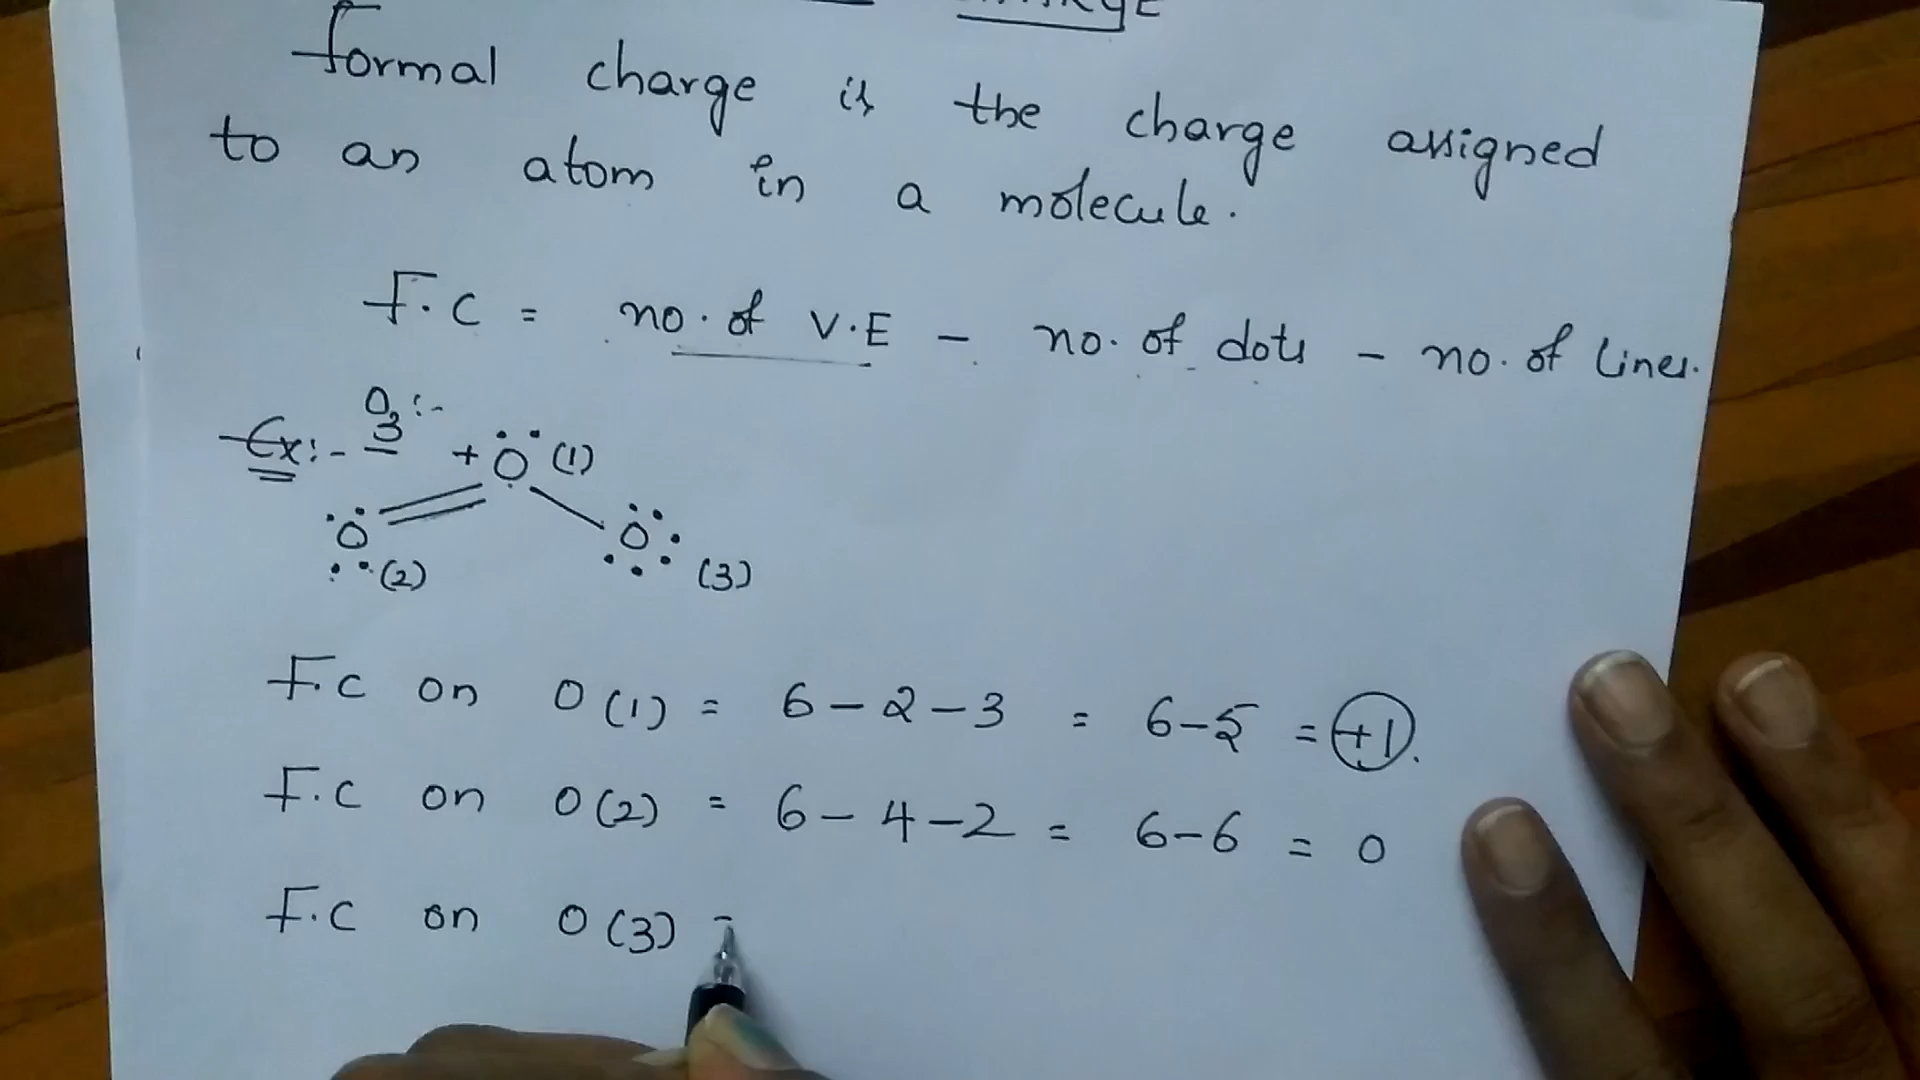 Formal charge is the charge assigned
to an atom in a molecule.
F.C = no. of V.E - no. of dots - no. of lines.
Ex:- O3 :-
+ O (1)
O (2)
O (3)
F.C on O(1) = 6-2-3 = 6-5 = +1.
F.C on O(2) = 6-4-2 = 6-6 = 0
F.C on O(3) =